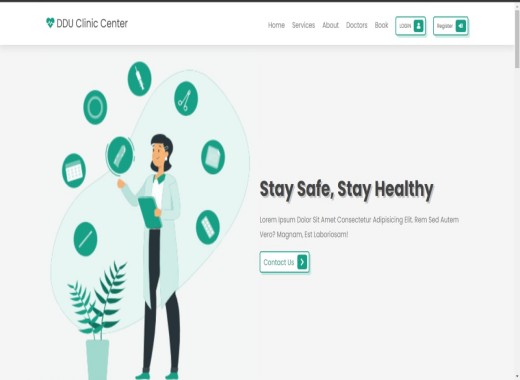 DDU Clinic Center
Home Services About Doctors Book LOGIN Register
Stay Safe, Stay Healthy
Lorem Ipsum Dolor Sit Amet Consectetur Adipisicing Elit. Rem Sed Autem
Vero? Magnam, Est Laboriosam!
Contact Us